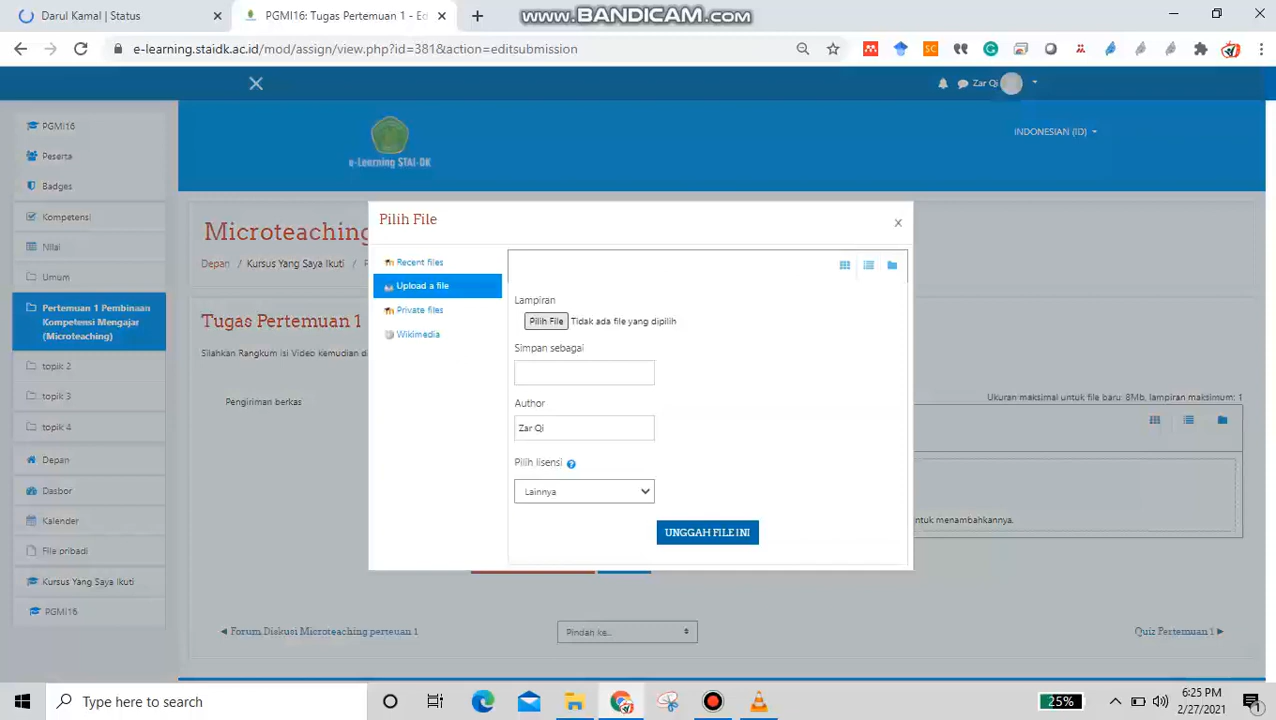 Darul Kamal | Status
PGMI16: Tugas Pertemuan 1 - Ed
www.BANDICAM.com
e-learning.staidk.ac.id/mod/assign/view.php?id=381&action=editsubmission
Zar Qi
PGMI16
Peserta
Badges
Kompetensi
Nilai
Umum
Pertemuan 1 Pembinaan
Kompetensi Mengajar
(Microteaching)
topik 2
topik 3
topik 4
Depan
Dasbor
Kalender
File pribadi
Kursus Yang Saya Ikuti
PGMI16
e-Learning STAI-DK
INDONESIAN (ID)
Microteaching
Depan / Kursus Yang Saya Ikuti /
Tugas Pertemuan 1
Silahkan Rangkum isi Video kemudian
Pengiriman berkas
Ukuran maksimal untuk file baru: 8Mb, lampiran maksimum: 1
ntuk menambahkannya.
Pilih File
Recent files
Upload a file
Private files
Wikimedia
Lampiran
Pilih File Tidak ada file yang dipilih
Simpan sebagai
Author
Zar Qi
Pilih lisensi
Lainnya
UNGGAH FILE INI
◄ Forum Diskusi Microteaching perteuan 1
Pindah ke...
Quiz Pertemuan 1 ►
Type here to search
25%
6:25 PM
2/27/2021